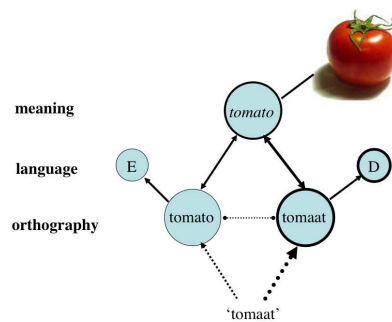 meaning
tomato
language
E
D
orthography
tomato
tomaat
‘tomaat’